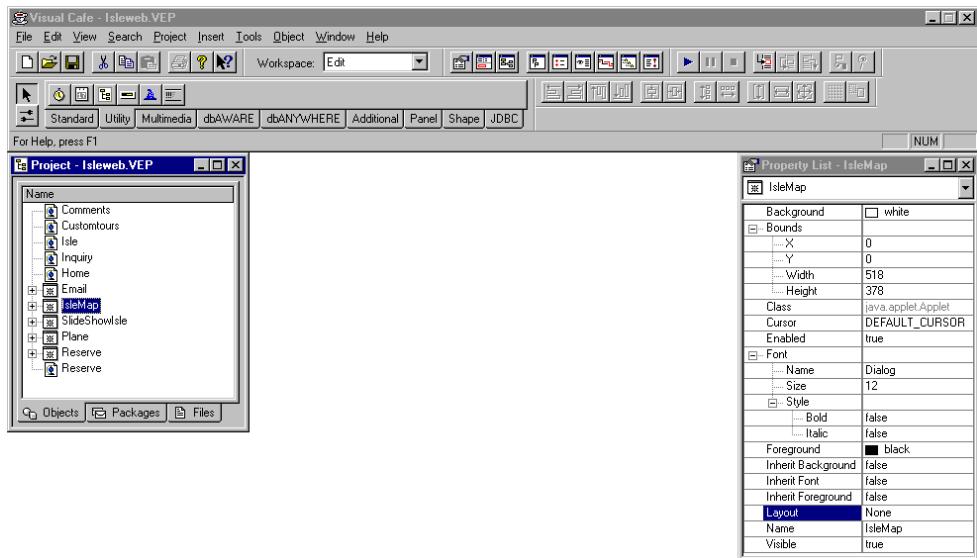 Visual Cafe - Isleweb.VEP
File Edit View Search Project Insert Tools Object Window Help
Workspace: Edit
Standard Utility Multimedia dbAWARE dbANYWHERE Additional Panel Shape JDBC
For Help, press F1
NUM
Project - Isleweb.VEP
Name
Comments
Customtours
Isle
Inquiry
Home
Email
IsleMap
SlideShowIsle
Plane
Reserve
Reserve
Objects Packages Files
Property List - IsleMap
IsleMap
Background white
Bounds
X 0
Y 0
Width 518
Height 378
Class java.applet.Applet
Cursor DEFAULT_CURSOR
Enabled true
Font
Name Dialog
Size 12
Style
Bold false
Italic false
Foreground black
Inherit Background false
Inherit Font false
Inherit Foreground false
Layout None
Name IsleMap
Visible true